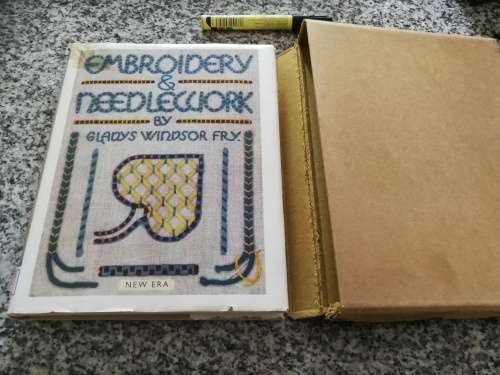 EMBROIDERY
&
NEEDLEWORK
BY
GLADYS WINDSOR FRY.
NEW ERA